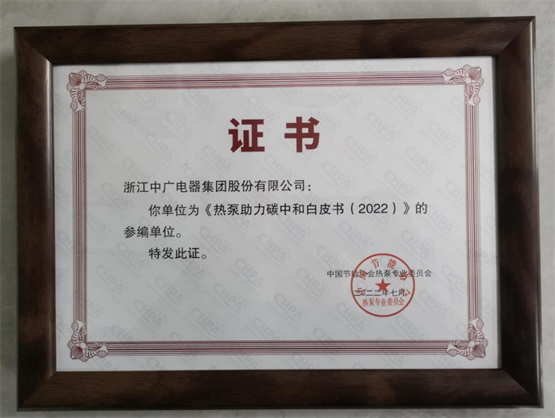 证书
浙江中广电器集团股份有限公司：
你单位为《热泵助力碳中和白皮书（2022）》的
参编单位。
特发此证。
中国节能协会热泵专业委员会
二〇二二年七月
热泵专业委员会